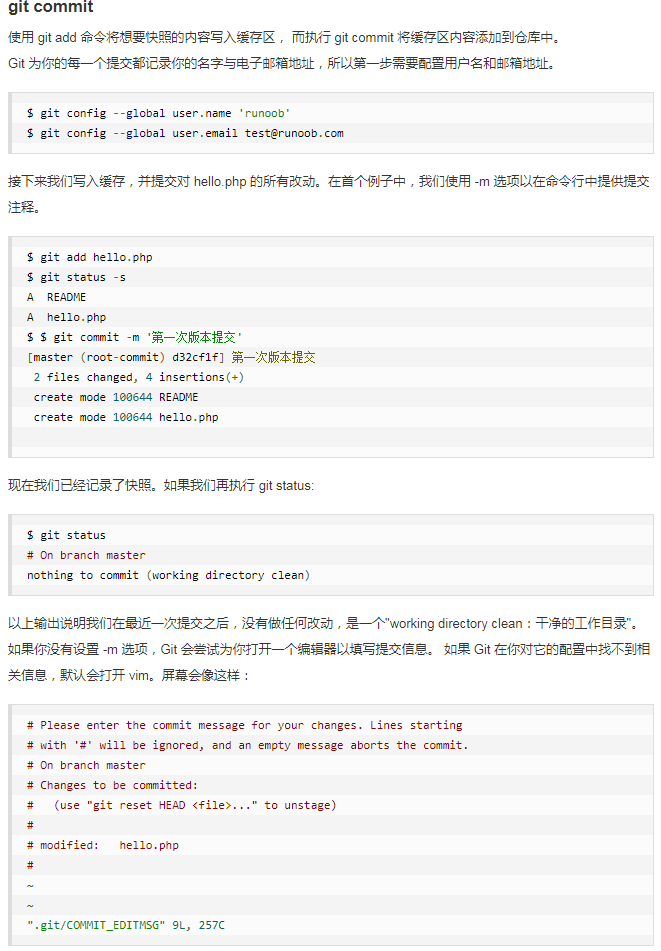 git commit
使用 git add 命令将想要快照的内容写入缓存区， 而执行 git commit 将缓存区内容添加到仓库中。
Git 为你的每一个提交都记录你的名字与电子邮箱地址，所以第一步需要配置用户名和邮箱地址。
$ git config --global user.name 'runoob'
$ git config --global user.email test@runoob.com
接下来我们写入缓存，并提交对 hello.php 的所有改动。在首个例子中，我们使用 -m 选项以在命令行中提供提交
注释。
$ git add hello.php
$ git status -s
A  README
A  hello.php
$ $ git commit -m '第一次版本提交'
[master (root-commit) d32cf1f] 第一次版本提交
 2 files changed, 4 insertions(+)
 create mode 100644 README
 create mode 100644 hello.php
现在我们已经记录了快照。如果我们再执行 git status:
$ git status
# On branch master
nothing to commit (working directory clean)
以上输出说明我们在最近一次提交之后，没有做任何改动，是一个"working directory clean：干净的工作目录"。
如果你没有设置 -m 选项，Git 会尝试为你打开一个编辑器以填写提交信息。 如果 Git 在你对它的配置中找不到相
关信息，默认会打开 vim。屏幕会像这样：
# Please enter the commit message for your changes. Lines starting
# with '#' will be ignored, and an empty message aborts the commit.
# On branch master
# Changes to be committed:
#   (use "git reset HEAD <file>..." to unstage)
#
# modified:   hello.php
#
~
~
".git/COMMIT_EDITMSG" 9L, 257C